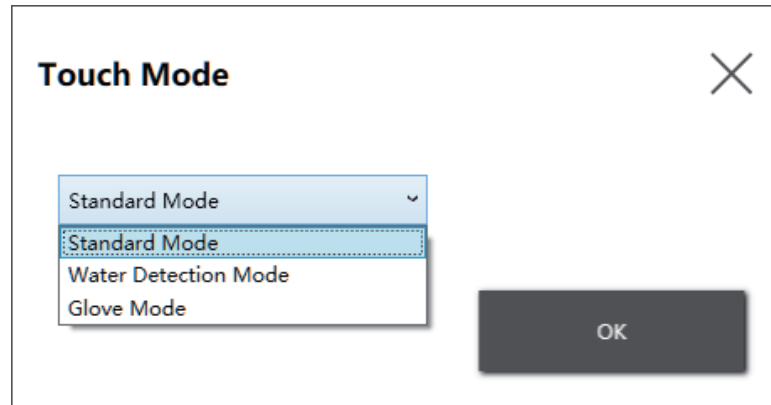 Touch Mode
Standard Mode
Standard Mode
Water Detection Mode
Glove Mode
OK